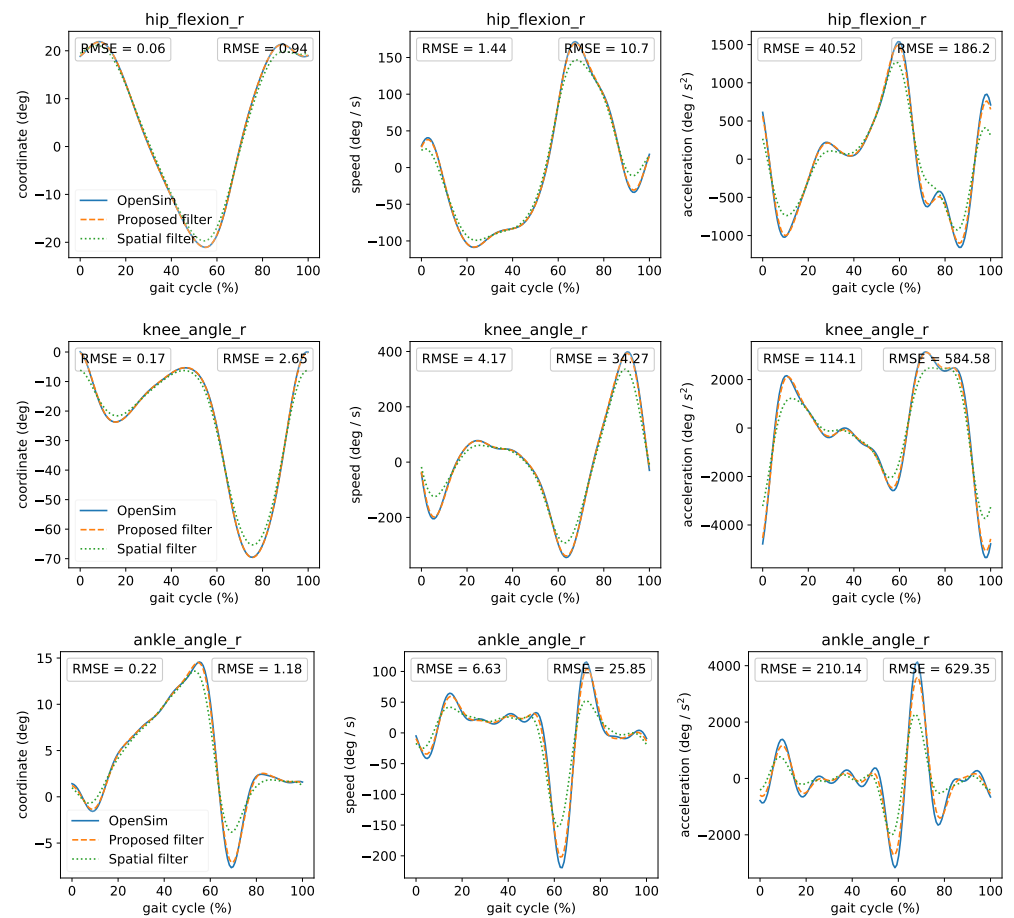 hip_flexion_r
RMSE = 0.06
RMSE = 0.94
coordinate (deg)
20
10
0
−10
−20
OpenSim
Proposed filter
Spatial filter
0 20 40 60 80 100
gait cycle (%)
hip_flexion_r
RMSE = 1.44
RMSE = 10.7
speed (deg / s)
150
100
50
0
−50
−100
0 20 40 60 80 100
gait cycle (%)
hip_flexion_r
RMSE = 40.52
RMSE = 186.2
acceleration (deg / s²)
1500
1000
500
0
−500
−1000
0 20 40 60 80 100
gait cycle (%)
knee_angle_r
RMSE = 0.17
RMSE = 2.65
coordinate (deg)
0
−10
−20
−30
−40
−50
−60
−70
OpenSim
Proposed filter
Spatial filter
0 20 40 60 80 100
gait cycle (%)
knee_angle_r
RMSE = 4.17
RMSE = 34.27
speed (deg / s)
400
200
0
−200
0 20 40 60 80 100
gait cycle (%)
knee_angle_r
RMSE = 114.1
RMSE = 584.58
acceleration (deg / s²)
2000
0
−2000
−4000
0 20 40 60 80 100
gait cycle (%)
ankle_angle_r
RMSE = 0.22
RMSE = 1.18
coordinate (deg)
15
10
5
0
−5
OpenSim
Proposed filter
Spatial filter
0 20 40 60 80 100
gait cycle (%)
ankle_angle_r
RMSE = 6.63
RMSE = 25.85
speed (deg / s)
100
50
0
−50
−100
−150
−200
0 20 40 60 80 100
gait cycle (%)
ankle_angle_r
RMSE = 210.14
RMSE = 629.35
acceleration (deg / s²)
4000
2000
0
−2000
0 20 40 60 80 100
gait cycle (%)